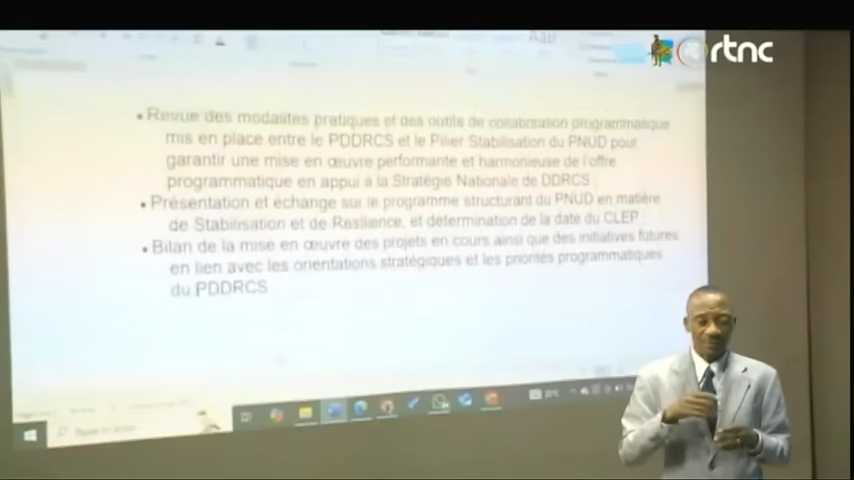 rtnc
• Revue des modalités pratiques et des outils de collaboration programmatique
mis en place entre le PDDRCS et le Pilier Stabilisation du PNUD pour
garantir une mise en œuvre performante et harmonieuse de l'offre
programmatique en appui à la Stratégie Nationale de DDRCS
• Présentation et échange sur le programme structurant du PNUD en matière
de Stabilisation et de Résilience, et détermination de la date du CLEP
• Bilan de la mise en œuvre des projets en cours ainsi que des initiatives futures
en lien avec les orientations stratégiques et les priorités programmatiques
du PDDRCS